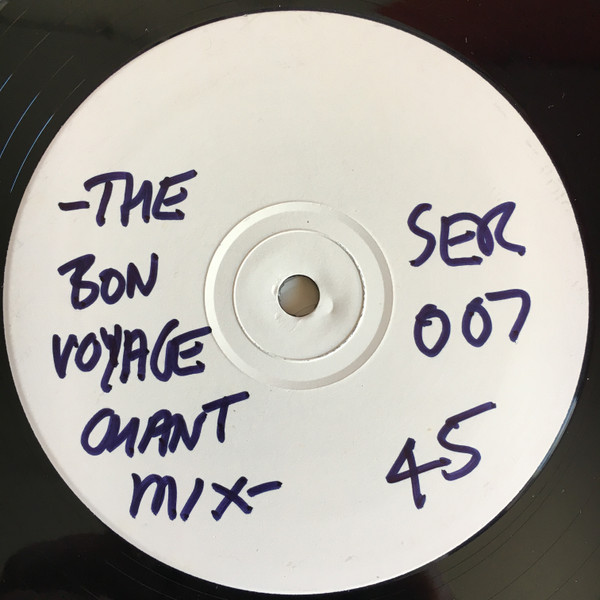 -THE
BON
VOYAGE
CHANT
MIX-
SER
007
45